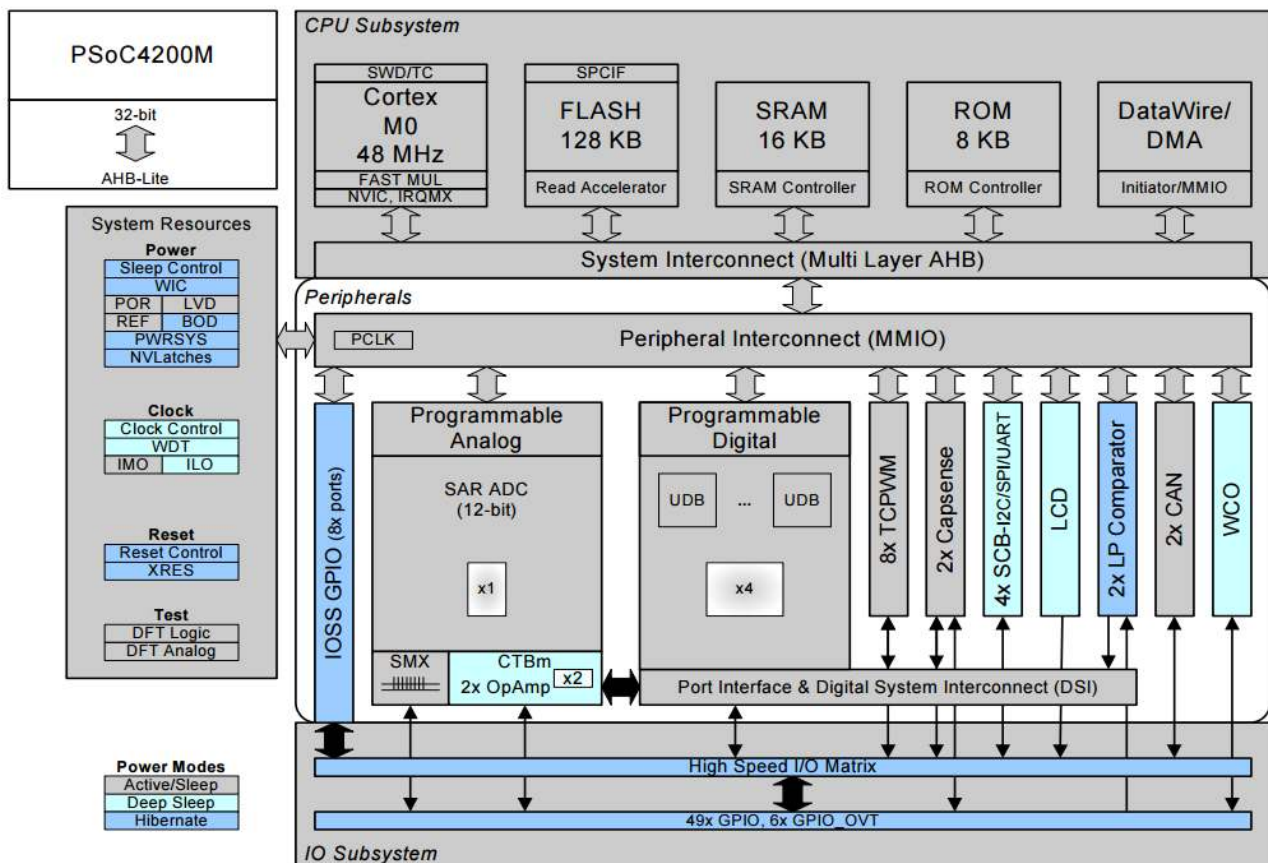 PSoC4200M
32-bit
AHB-Lite
CPU Subsystem
SWD/TC
Cortex
M0
48 MHz
FAST MUL
NVIC, IRQMX
SPCIF
FLASH
128 KB
Read Accelerator
SRAM
16 KB
SRAM Controller
ROM
8 KB
ROM Controller
DataWire/
DMA
Initiator/MMIO
System Interconnect (Multi Layer AHB)
System Resources
Power
Sleep Control
WIC
POR LVD
REF BOD
PWRSYS
NVLatches
Clock
Clock Control
WDT
IMO ILO
Reset
Reset Control
XRES
Test
DFT Logic
DFT Analog
Peripherals
PCLK
Peripheral Interconnect (MMIO)
IOSS GPIO (8x ports)
Programmable
Analog
SAR ADC
(12-bit)
x1
SMX
CTBm
2x OpAmp
x2
Programmable
Digital
UDB ... UDB
x4
8x TCPWM
2x Capsense
4x SCB-I2C/SPI/UART
LCD
2x LP Comparator
2x CAN
WCO
Port Interface & Digital System Interconnect (DSI)
Power Modes
Active/Sleep
Deep Sleep
Hibernate
High Speed I/O Matrix
49x GPIO, 6x GPIO_OVT
IO Subsystem